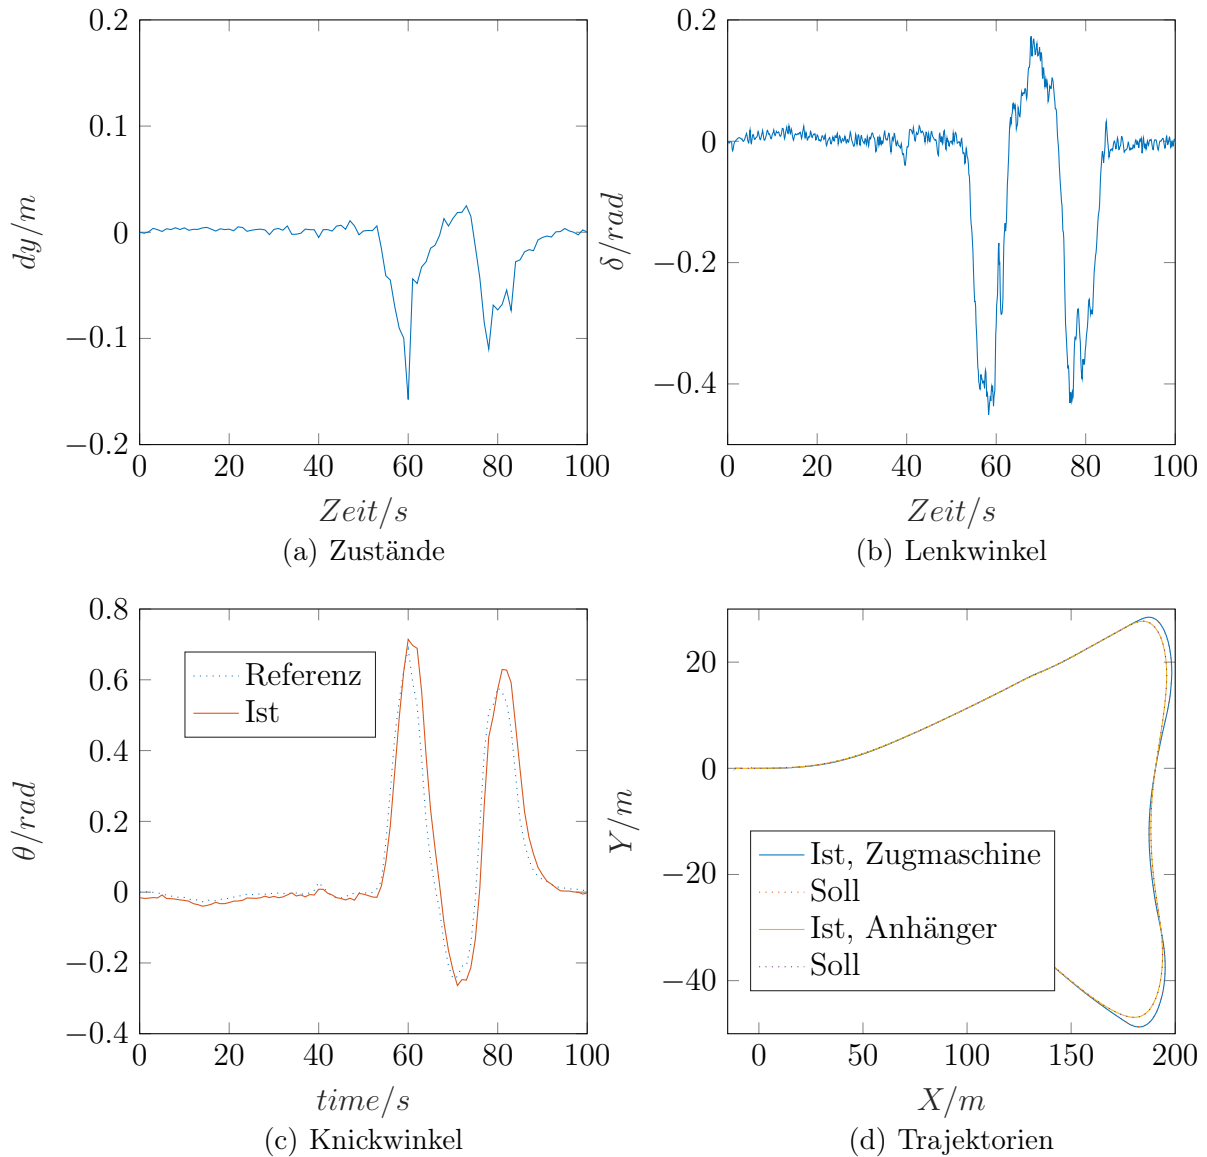 0.2
0.1
0
−0.1
−0.2
dy/m
0 20 40 60 80 100
Zeit/s
(a) Zustände
0.2
0
−0.2
−0.4
δ/rad
0 20 40 60 80 100
Zeit/s
(b) Lenkwinkel
0.8
0.6
0.4
0.2
0
−0.2
−0.4
θ/rad
Referenz
Ist
0 20 40 60 80 100
time/s
(c) Knickwinkel
20
0
−20
−40
Y/m
Ist, Zugmaschine
Soll
Ist, Anhänger
Soll
0 50 100 150 200
X/m
(d) Trajektorien